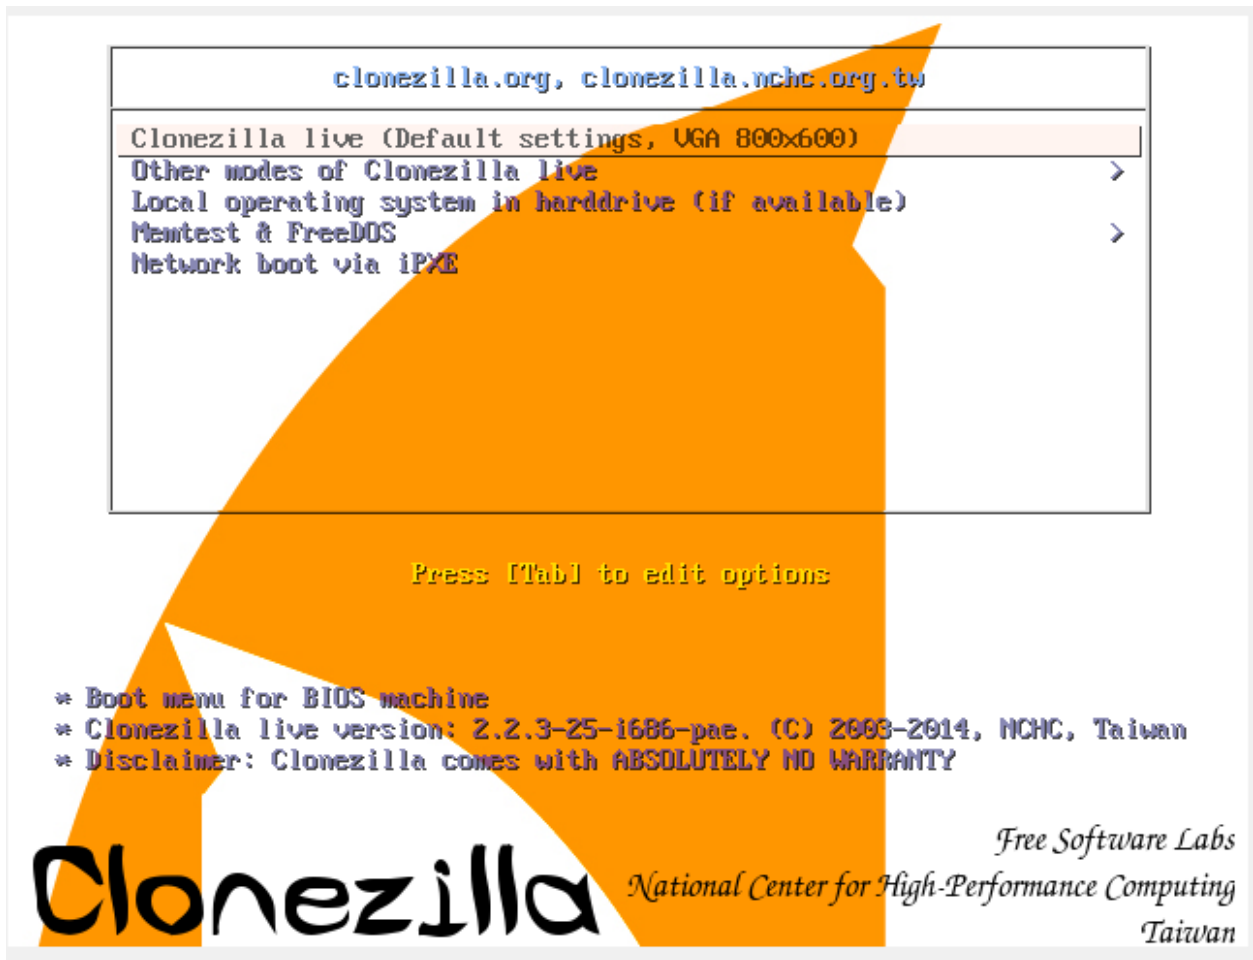 clonezilla.org, clonezilla.nchc.org.tw
Clonezilla live (Default settings, VGA 800x600)
Other modes of Clonezilla live >
Local operating system in harddrive (if available)
Memtest & FreeDOS >
Network boot via iPXE
Press [Tab] to edit options
* Boot menu for BIOS machine
* Clonezilla live version: 2.2.3-25-i686-pae. (C) 2003-2014, NCHC, Taiwan
* Disclaimer: Clonezilla comes with ABSOLUTELY NO WARRANTY
Clonezilla
Free Software Labs
National Center for High-Performance Computing
Taiwan